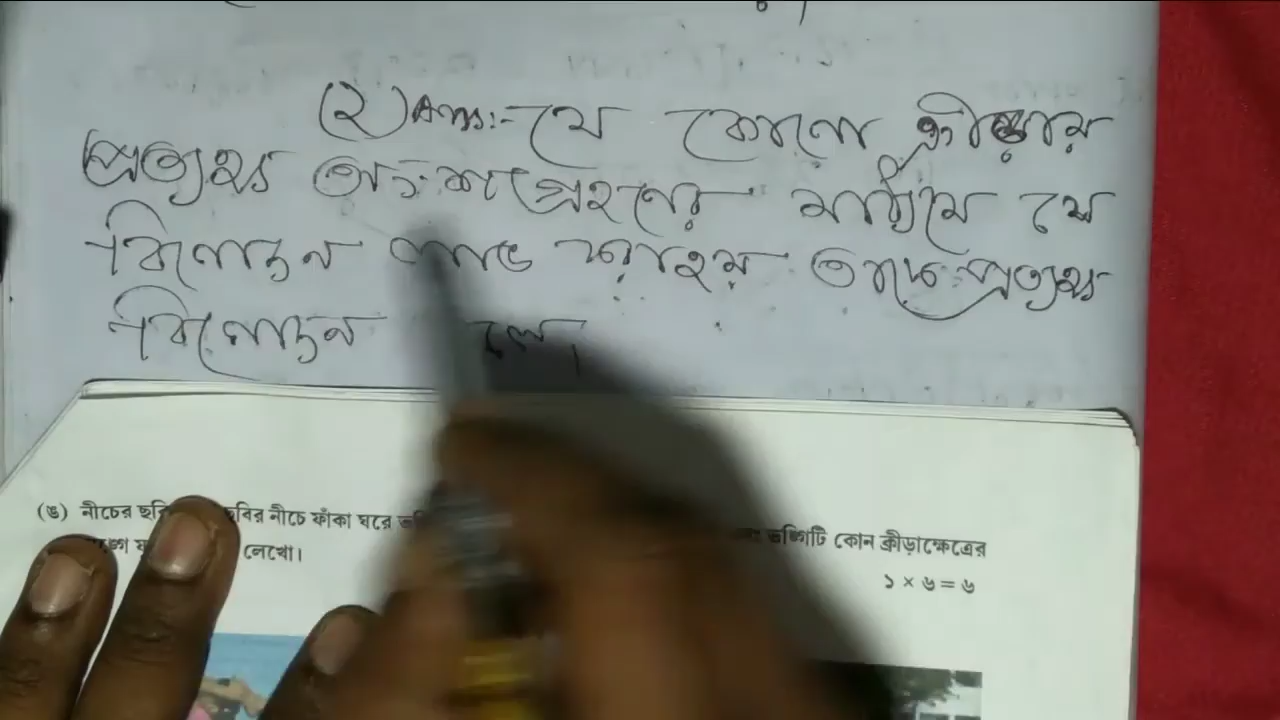 (২) Ans:- যে কোনো ক্রীড়ায়
প্রত্যক্ষ অংশগ্রহণের মাধ্যমে যে
বিনোদন লাভ করা হয় তাকে প্রত্যক্ষ
বিনোদন বলে।
(ঙ) নীচের ছবির নীচে ফাঁকা ঘরে ভঙ্গিটি কোন ক্রীড়াক্ষেত্রের
লেখো।
১ × ৬ = ৬